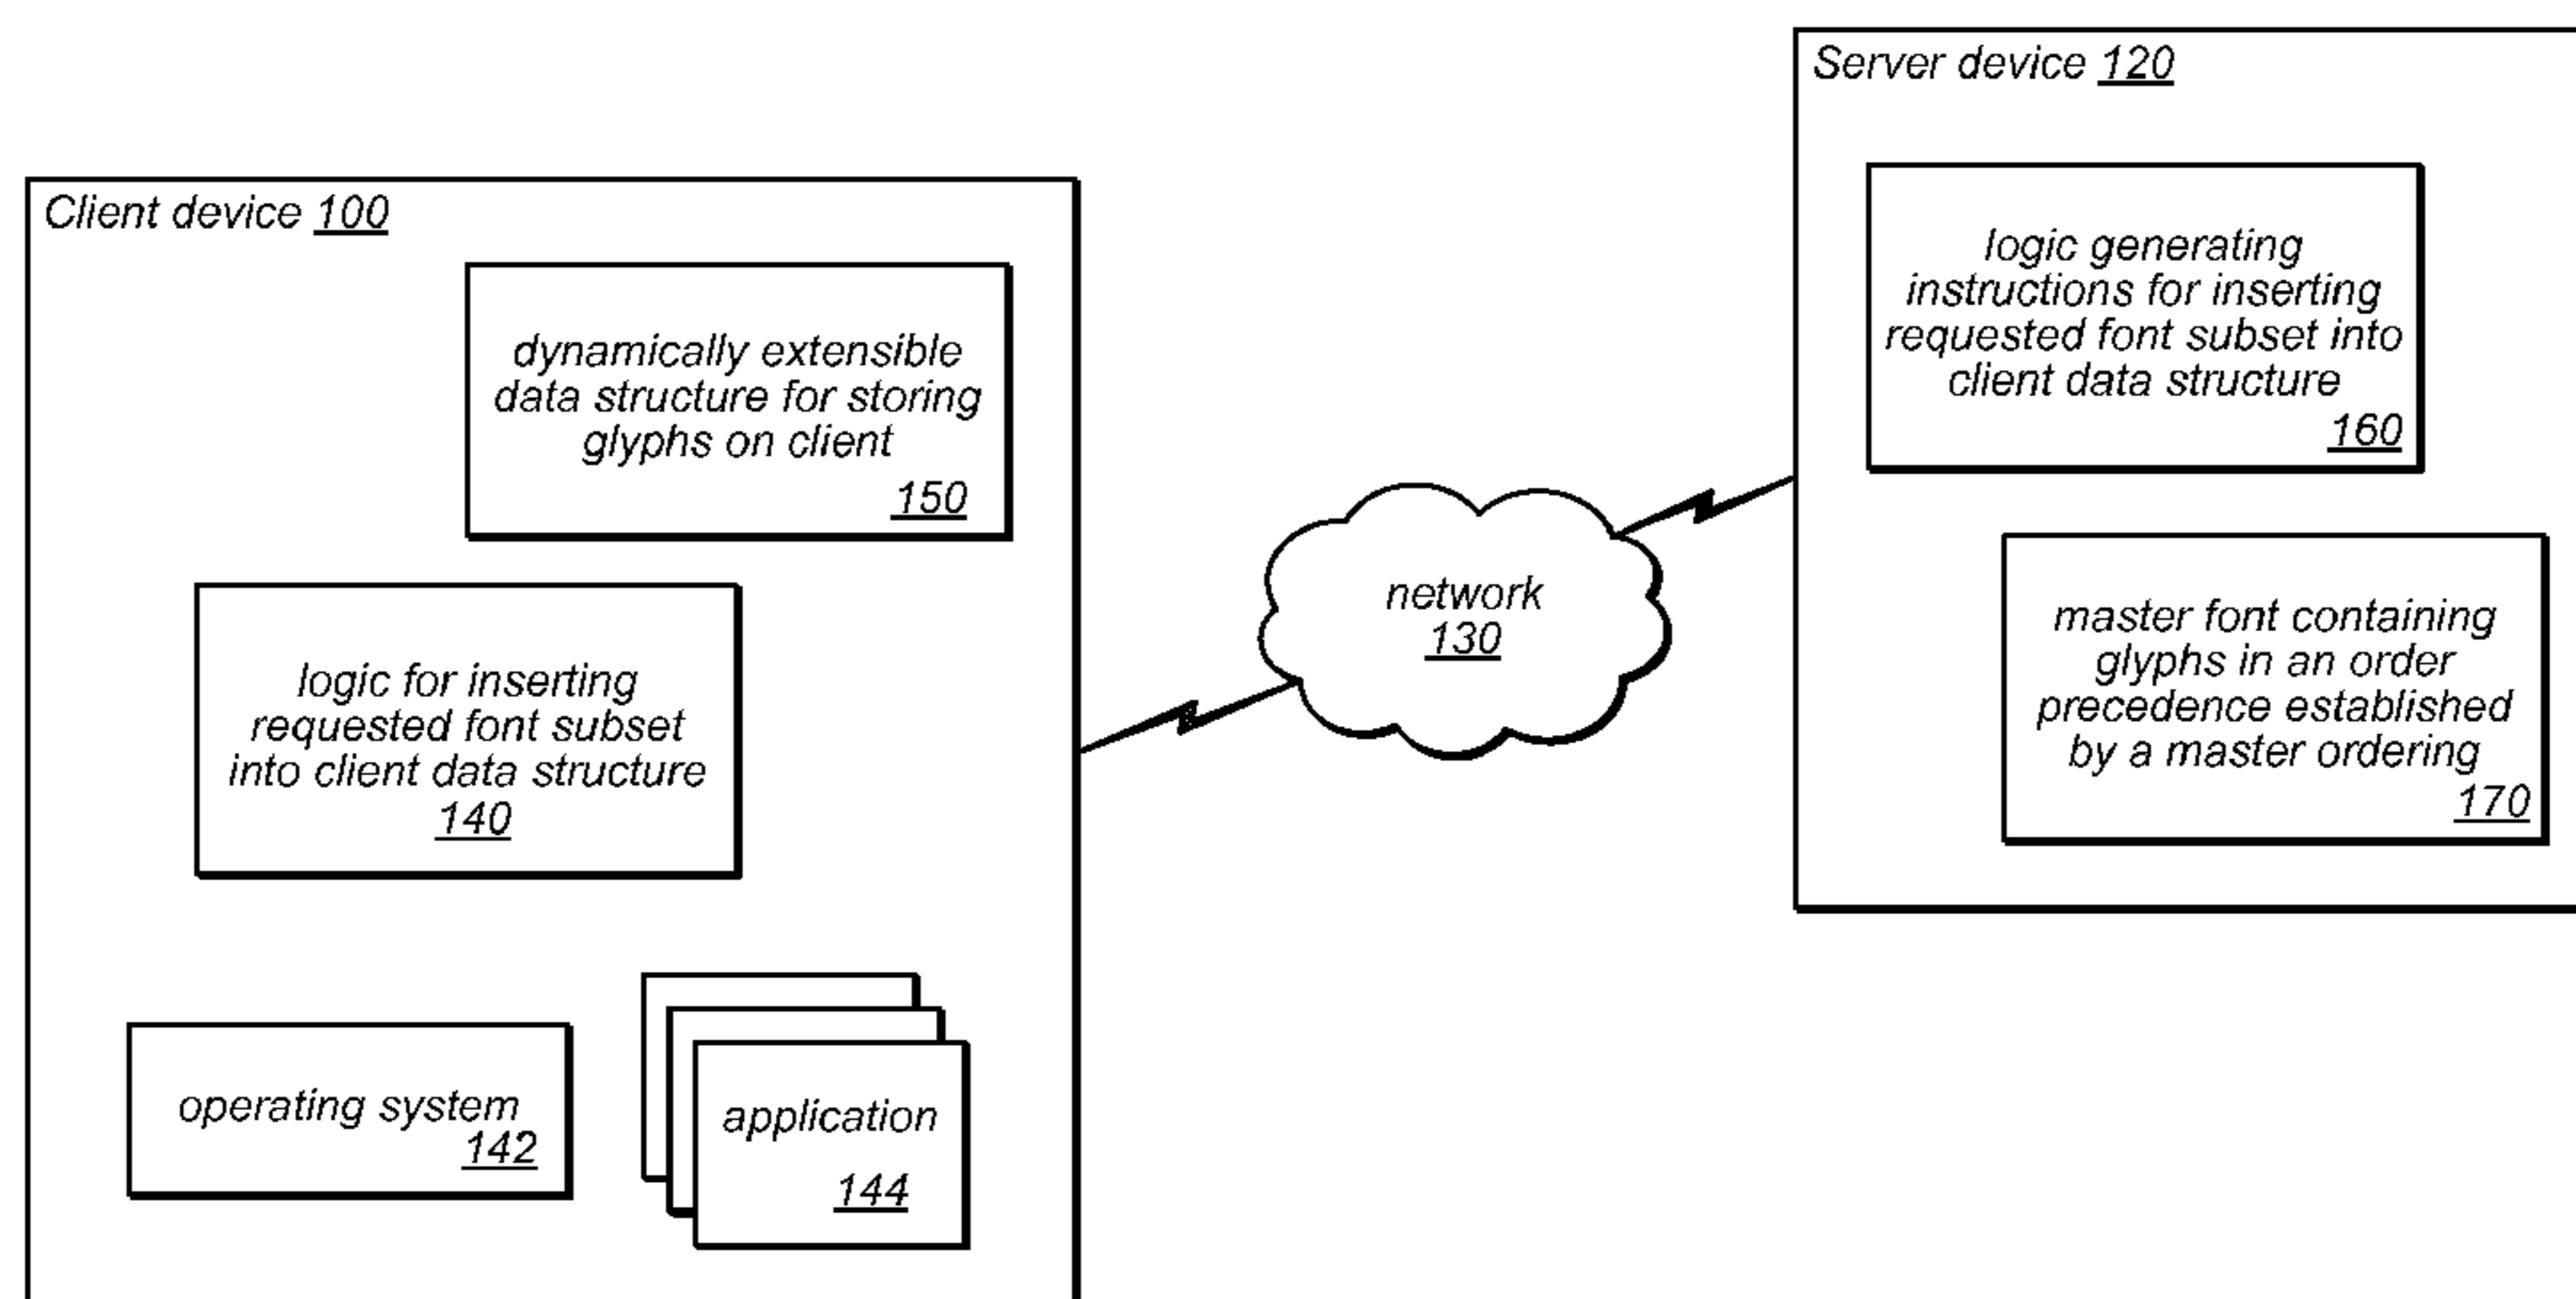 Client device 100
dynamically extensible
data structure for storing
glyphs on client
150
logic for inserting
requested font subset
into client data structure
140
operating system
142
application
144
network
130
Server device 120
logic generating
instructions for inserting
requested font subset into
client data structure
160
master font containing
glyphs in an order
precedence established
by a master ordering
170